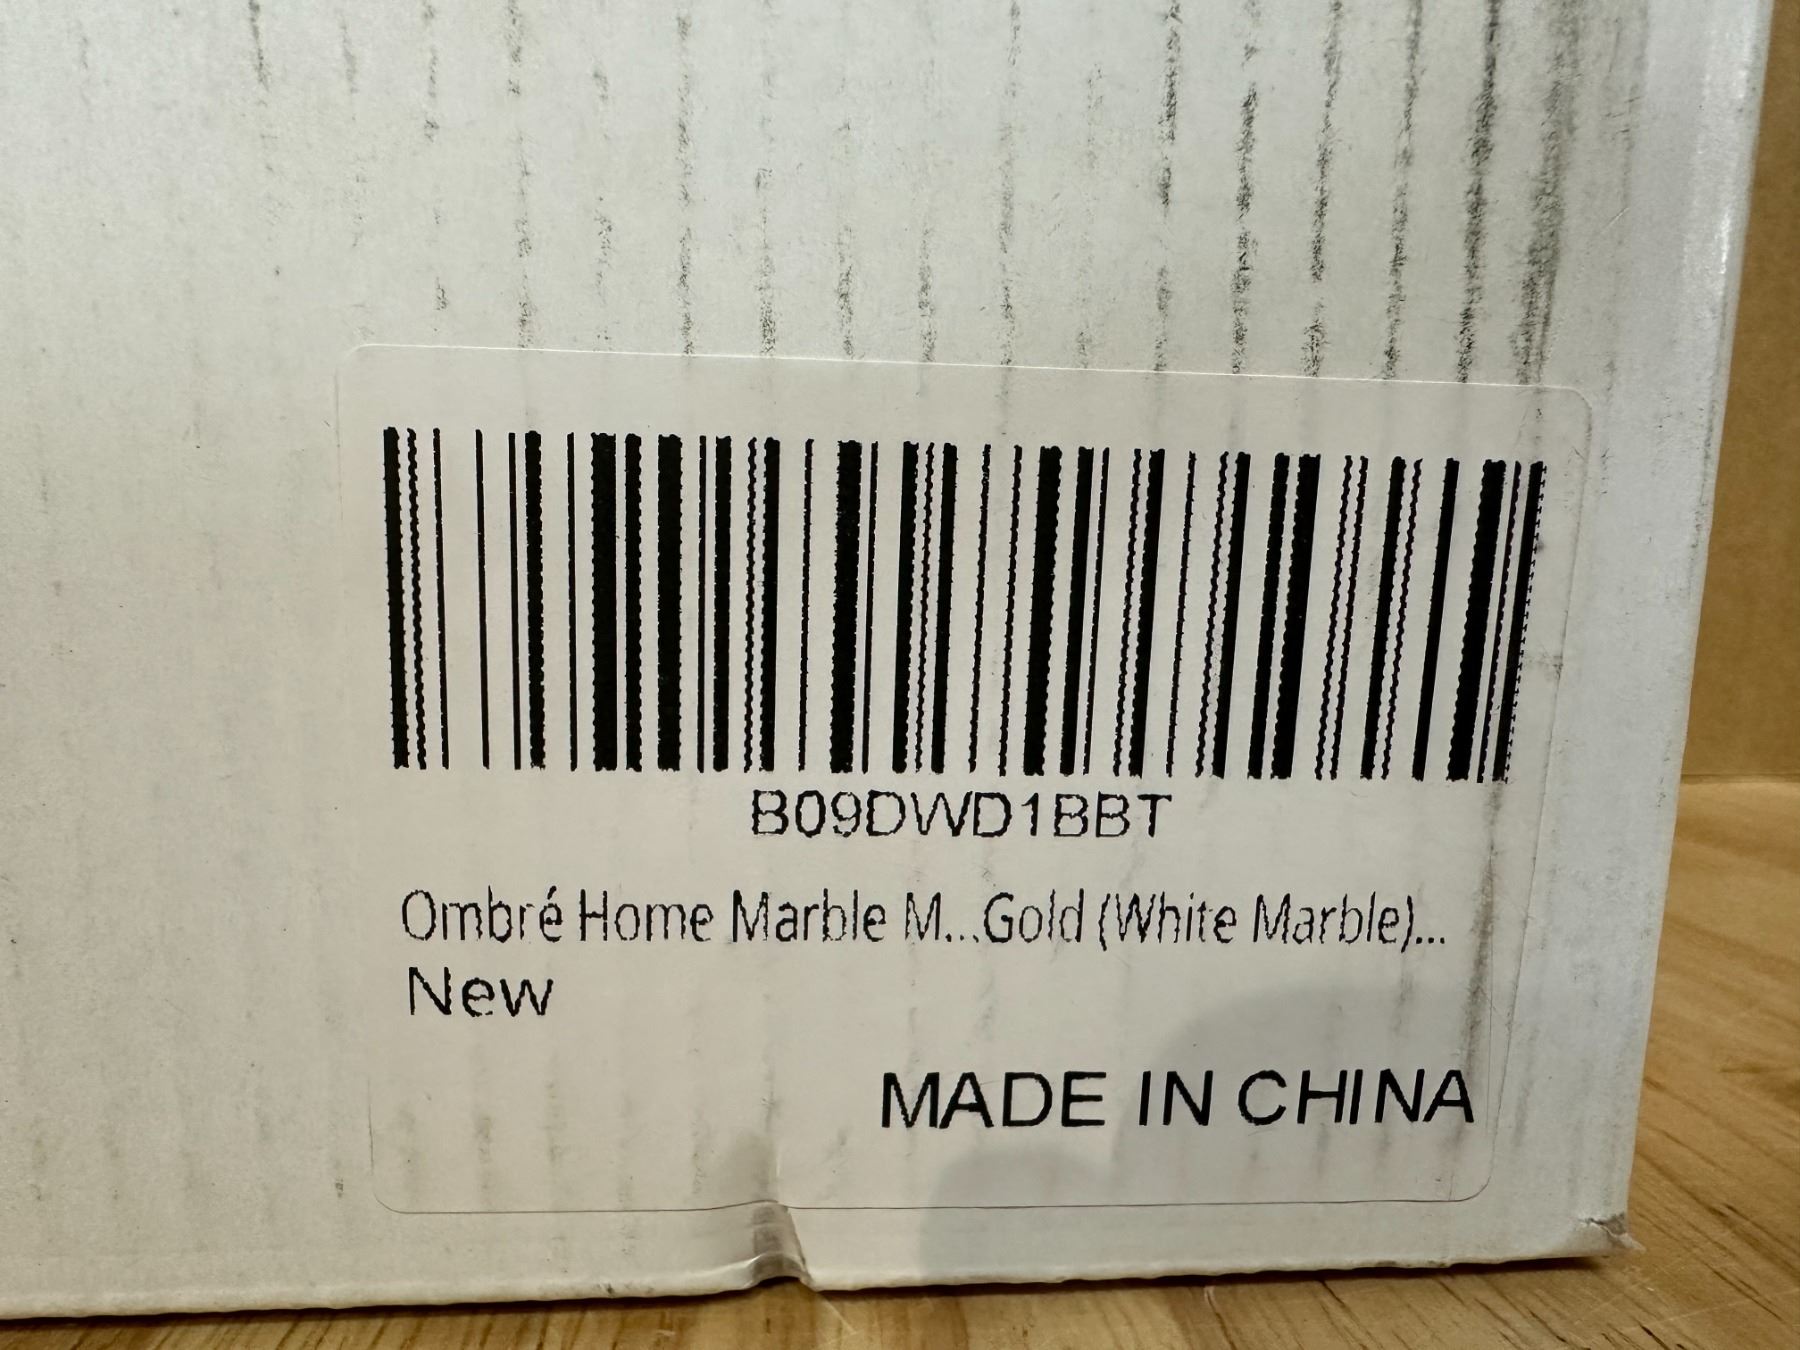 B09DWD1BBT
Ombré Home Marble M...Gold (White Marble)...
New
MADE IN CHINA